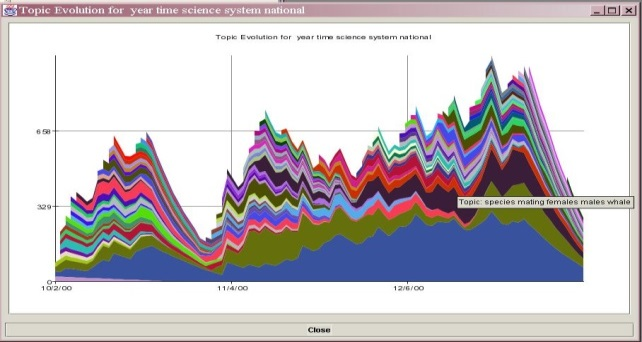 Topic Evolution for  year time science system national
Topic Evolution for  year time science system national
6 58
3.29
Topic: species mating females males whale
0
10/2/00
11/4/00
12/6/00
Close